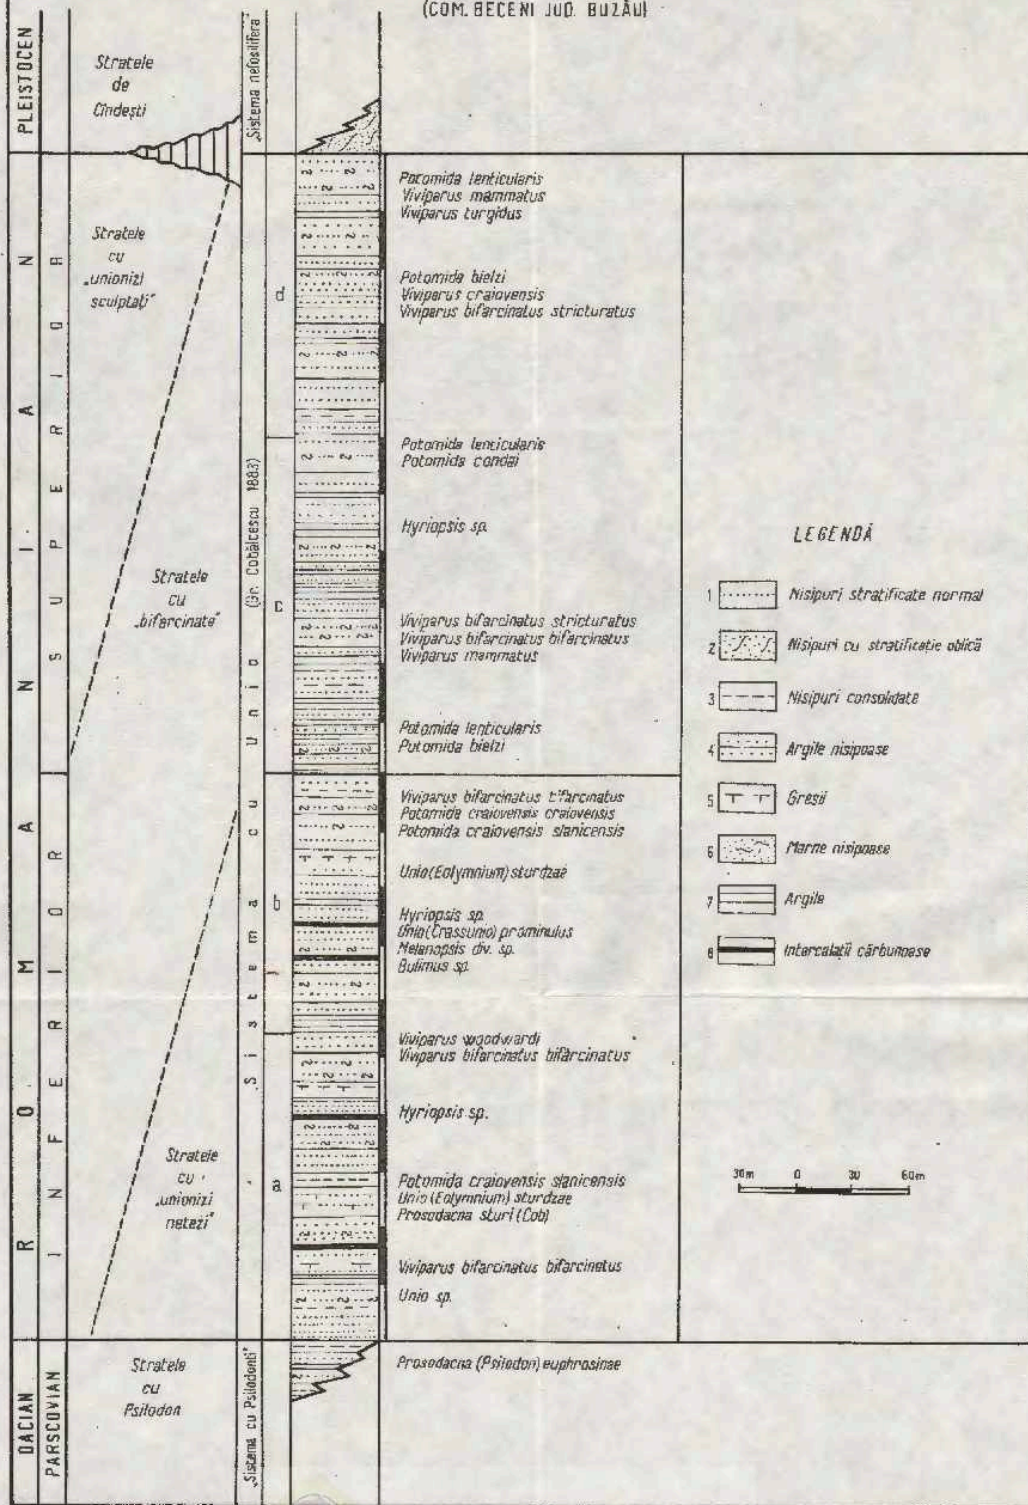 (COM. BECENI JUD. BUZĂU)
PLEISTOCEN
Stratele
de
Cîndești
„Sistema nefosiliferă"
ROMANIAN
SUPERIOR
INFERIOR
Stratele
cu
„unionizi
sculptați"
Stratele
cu
„bifarcinate"
Stratele
cu
„unionizi
netezi"
„Sistema cu Unio" (Gr. Cobălcescu 1883)
d
c
b
a
Potomida lenticularis
Viviparus mammatus
Viviparus turgidus
Potomida bielzi
Viviparus craiovensis
Viviparus bifarcinatus stricturatus
Potomida lenticularis
Potomida condai
Hyriopsis sp.
Viviparus bifarcinatus stricturatus
Viviparus bifarcinatus bifarcinatus
Viviparus mammatus
Potomida lenticularis
Potomida bielzi
Viviparus bifarcinatus bifarcinatus
Potomida craiovensis craiovensis
Potomida craiovensis slanicensis
Unio (Eolymnium) sturdzae
Hyriopsis sp.
Unio (Crassunio) prominulus
Melanopsis div. sp.
Bulimus sp.
Viviparus woodwardi
Viviparus bifarcinatus bifarcinatus
Hyriopsis sp.
Potomida craiovensis slanicensis
Unio (Eolymnium) sturdzae
Prosodacna sturi (Cob)
Viviparus bifarcinatus bifarcinatus
Unio sp.
DACIAN
PARSCOVIAN
Stratele
cu
Psilodon
„Sistema cu Psilodonți"
Prosodacna (Psilodon) euphrosinae
LEGENDĂ
1 Nisipuri stratificate normal
2 Nisipuri cu stratificație oblică
3 Nisipuri consolidate
4 Argile nisipoase
5 Gresii
6 Marne nisipoase
7 Argile
8 Intercalații cărbunoase
30m 0 30 60m